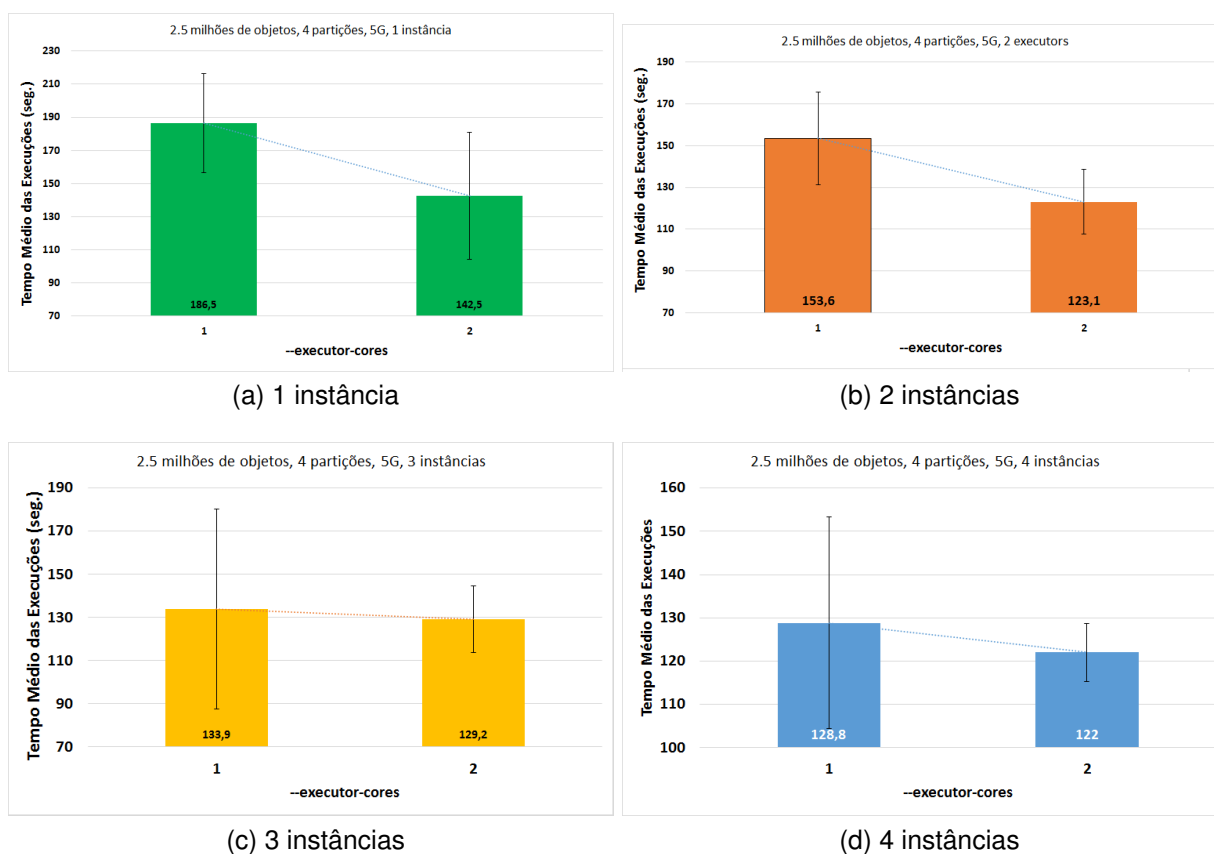 2.5 milhões de objetos, 4 partições, 5G, 1 instância
Tempo Médio das Execuções (seg.)
230
210
190
170
150
130
110
90
70
186,5
142,5
1
2
--executor-cores
(a) 1 instância
2.5 milhões de objetos, 4 partições, 5G, 2 executors
Tempo Médio das Execuções (seg.)
190
170
150
130
110
90
70
153,6
123,1
1
2
--executor-cores
(b) 2 instâncias
2.5 milhões de objetos, 4 partições, 5G, 3 instâncias
Tempo Médio das Execuções (seg.)
190
170
150
130
110
90
70
133,9
129,2
1
2
--executor-cores
(c) 3 instâncias
2.5 milhões de objetos, 4 partições, 5G, 4 instâncias
Tempo Médio das Execuções
160
150
140
130
120
110
100
128,8
122
1
2
--executor-cores
(d) 4 instâncias